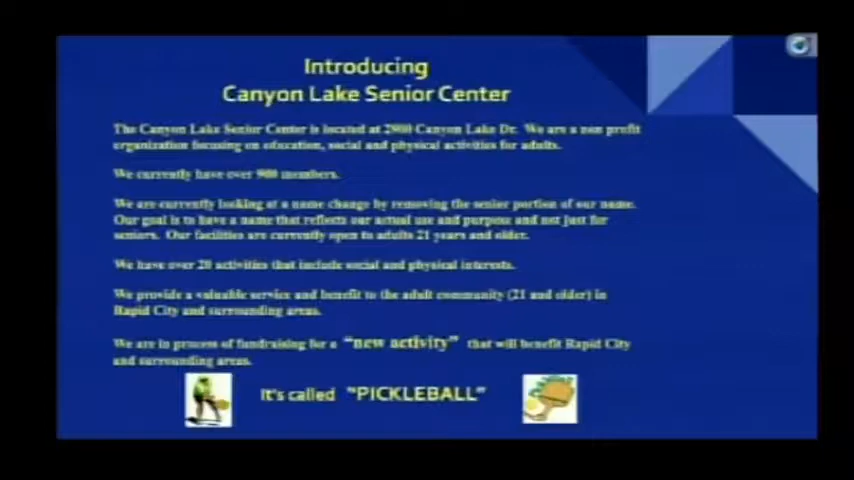 Introducing
Canyon Lake Senior Center
The Canyon Lake Senior Center is located at 2900 Canyon Lake Dr. We are a non profit
organization focusing on education, social and physical activities for adults.
We currently have over 900 members.
We are currently looking at a name change by removing the senior portion of our name.
Our goal is to have a name that reflects our actual use and purpose and not just for
seniors. Our facilities are currently open to adults 21 years and older.
We have over 20 activities that include social and physical interests.
We provide a valuable service and benefit to the adult community (21 and older) in
Rapid City and surrounding areas.
We are in process of fundraising for a "new activity" that will benefit Rapid City
and surrounding areas.
It's called "PICKLEBALL"